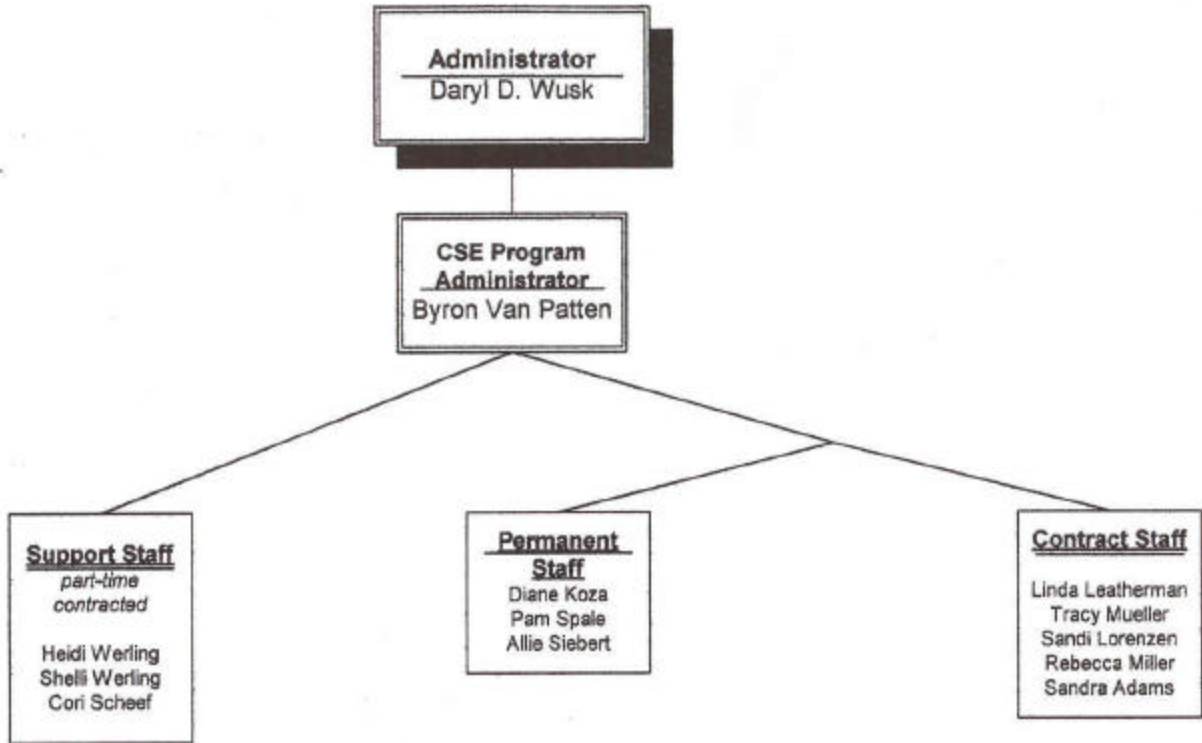 Administrator
Daryl D. Wusk
CSE Program
Administrator
Byron Van Patten
Support Staff
part-time
contracted
Heidi Werling
Shelli Werling
Cori Scheef
Permanent
Staff
Diane Koza
Pam Spale
Allie Siebert
Contract Staff
Linda Leatherman
Tracy Mueller
Sandi Lorenzen
Rebecca Miller
Sandra Adams